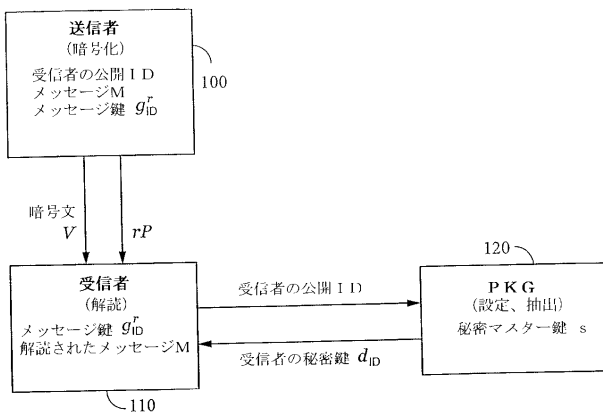 送信者
(暗号化)
受信者の公開ID
メッセージM
メッセージ鍵 g_ID^r
100
暗号文
V
rP
120
受信者
(解読)
メッセージ鍵 g_ID^r
解読されたメッセージM
110
受信者の公開ID
受信者の秘密鍵 d_ID
PKG
(設定、抽出)
秘密マスター鍵 s